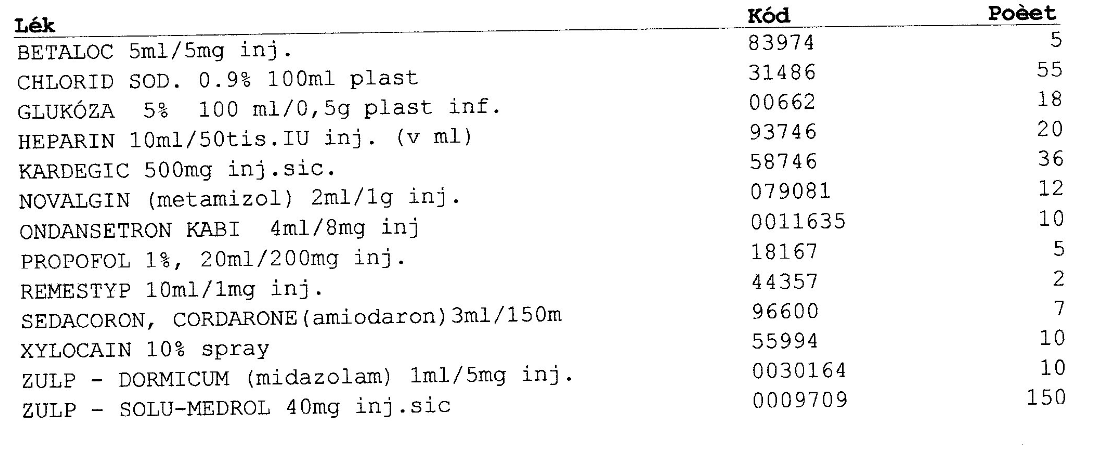 Lék Kód Poèet
BETALOC 5ml/5mg inj. 83974 5
CHLORID SOD. 0.9% 100ml plast 31486 55
GLUKÓZA 5% 100 ml/0,5g plast inf. 00662 18
HEPARIN 10ml/50tis.IU inj. (v ml) 93746 20
KARDEGIC 500mg inj.sic. 58746 36
NOVALGIN (metamizol) 2ml/1g inj. 079081 12
ONDANSETRON KABI 4ml/8mg inj 0011635 10
PROPOFOL 1%, 20ml/200mg inj. 18167 5
REMESTYP 10ml/1mg inj. 44357 2
SEDACORON, CORDARONE(amiodaron)3ml/150m 96600 7
XYLOCAIN 10% spray 55994 10
ZULP - DORMICUM (midazolam) 1ml/5mg inj. 0030164 10
ZULP - SOLU-MEDROL 40mg inj.sic 0009709 150